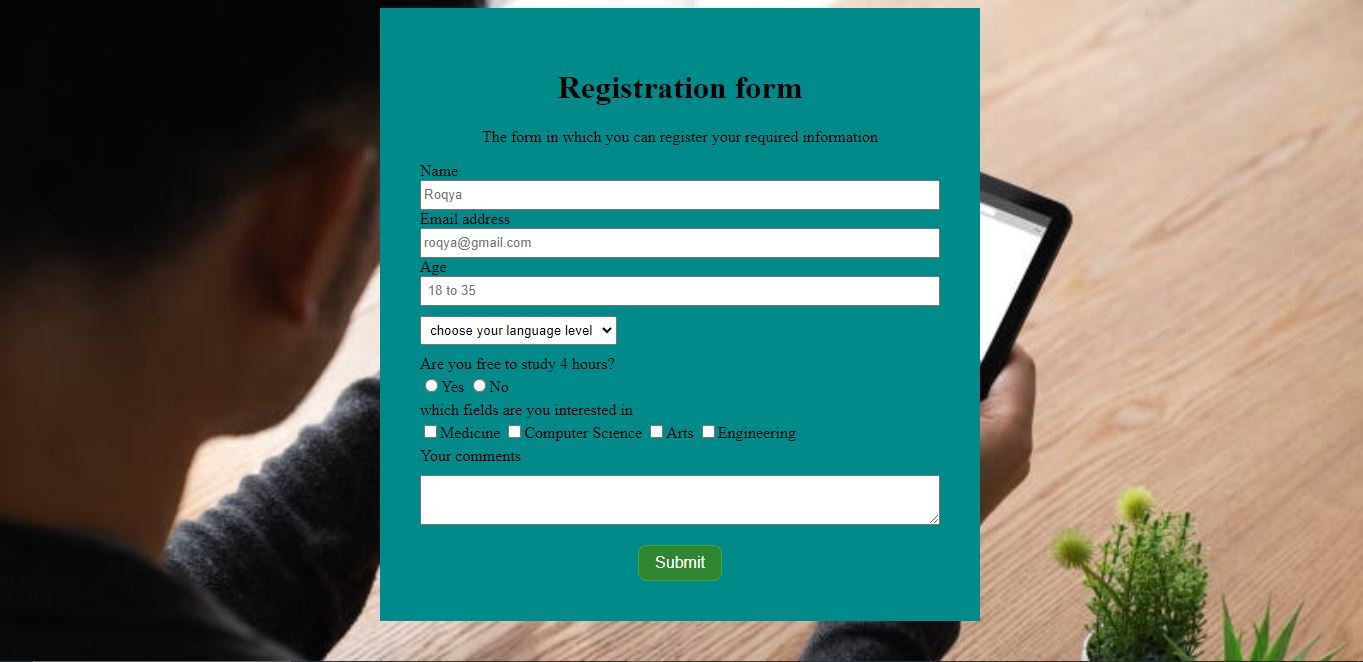 Registration form
The form in which you can register your required information
Name
Roqya
Email address
roqya@gmail.com
Age
18 to 35
choose your language level
Are you free to study 4 hours?
Yes No
which fields are you interested in
Medicine Computer Science Arts Engineering
Your comments
Submit